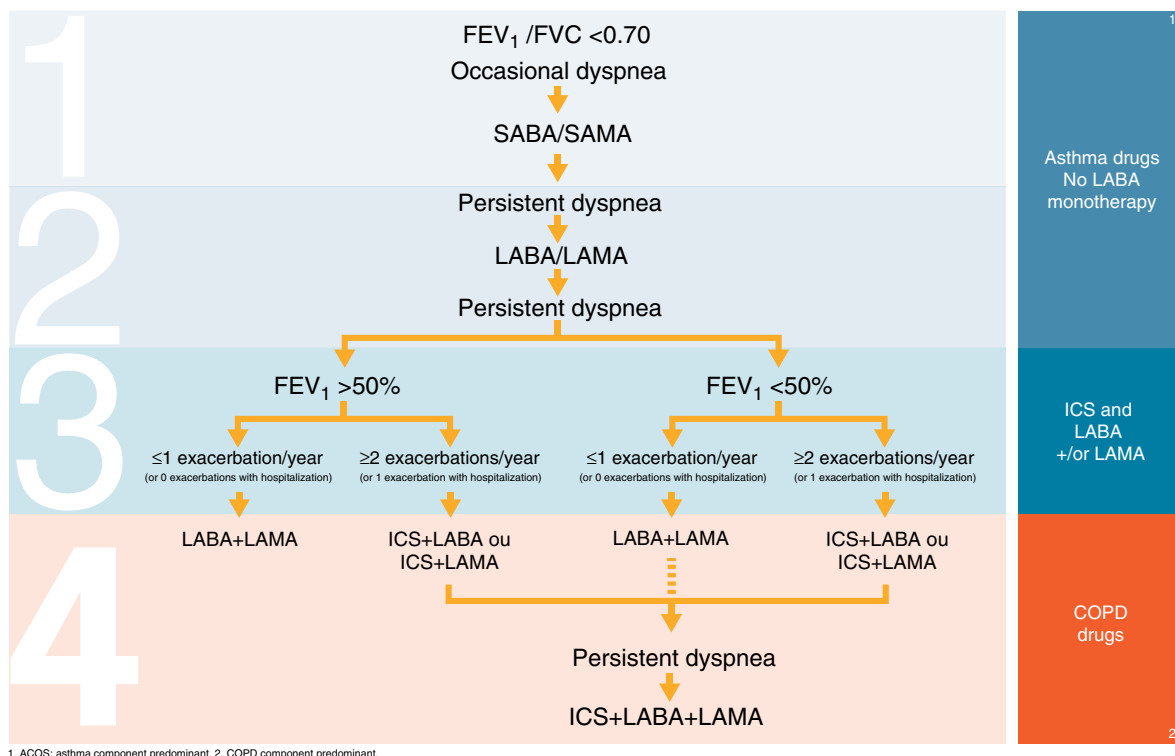 1
FEV1 /FVC <0.70
Occasional dyspnea
SABA/SAMA
2
Persistent dyspnea
LABA/LAMA
Persistent dyspnea
3
FEV1 >50%
FEV1 <50%
≤1 exacerbation/year
(or 0 exacerbations with hospitalization)
≥2 exacerbations/year
(or 1 exacerbation with hospitalization)
≤1 exacerbation/year
(or 0 exacerbations with hospitalization)
≥2 exacerbations/year
(or 1 exacerbation with hospitalization)
4
LABA+LAMA
ICS+LABA ou
ICS+LAMA
LABA+LAMA
ICS+LABA ou
ICS+LAMA
Persistent dyspnea
ICS+LABA+LAMA
1
Asthma drugs
No LABA
monotherapy
ICS and
LABA
+/or LAMA
COPD
drugs
2
1. ACOS: asthma component predominant. 2. COPD component predominant.